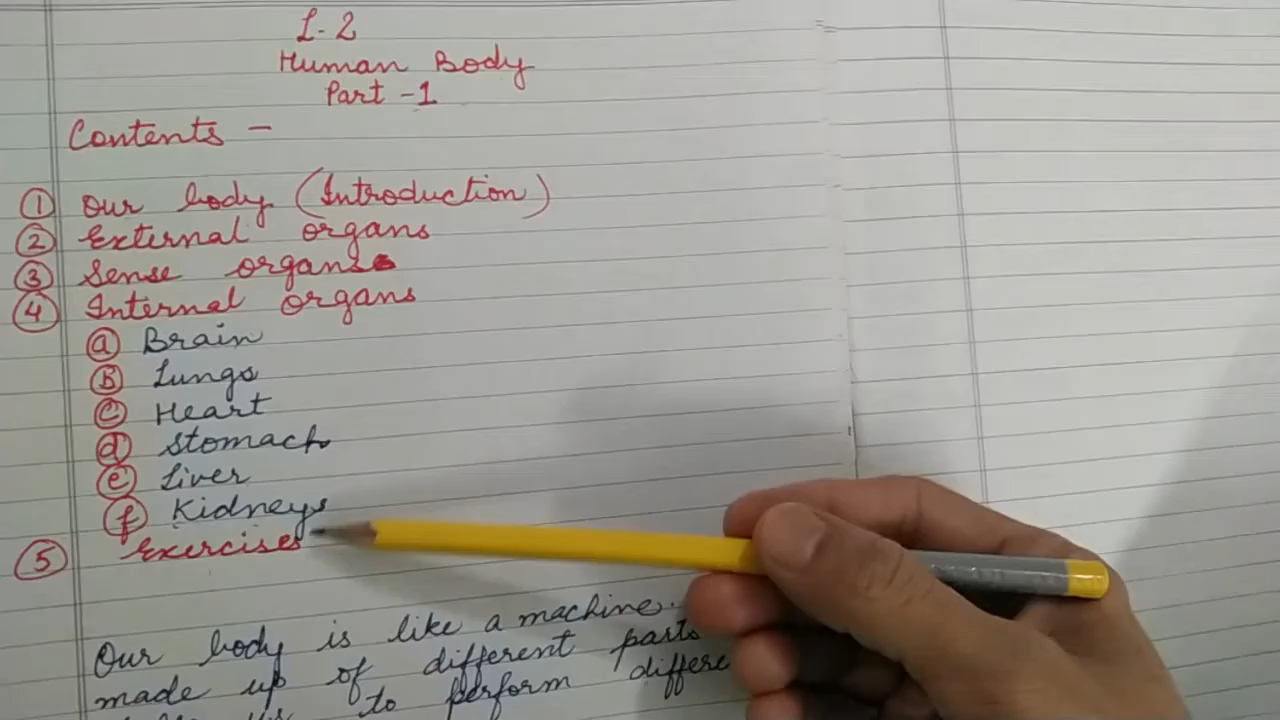 L-2
Human Body
Part -1
Contents -
1 Our body (Introduction)
2 External organs
3 Sense organs
4 Internal organs
a Brain
b Lungs
c Heart
d Stomach
e Liver
f Kidneys
5 Exercises
Our body is like a machine.
made up of different parts
to perform